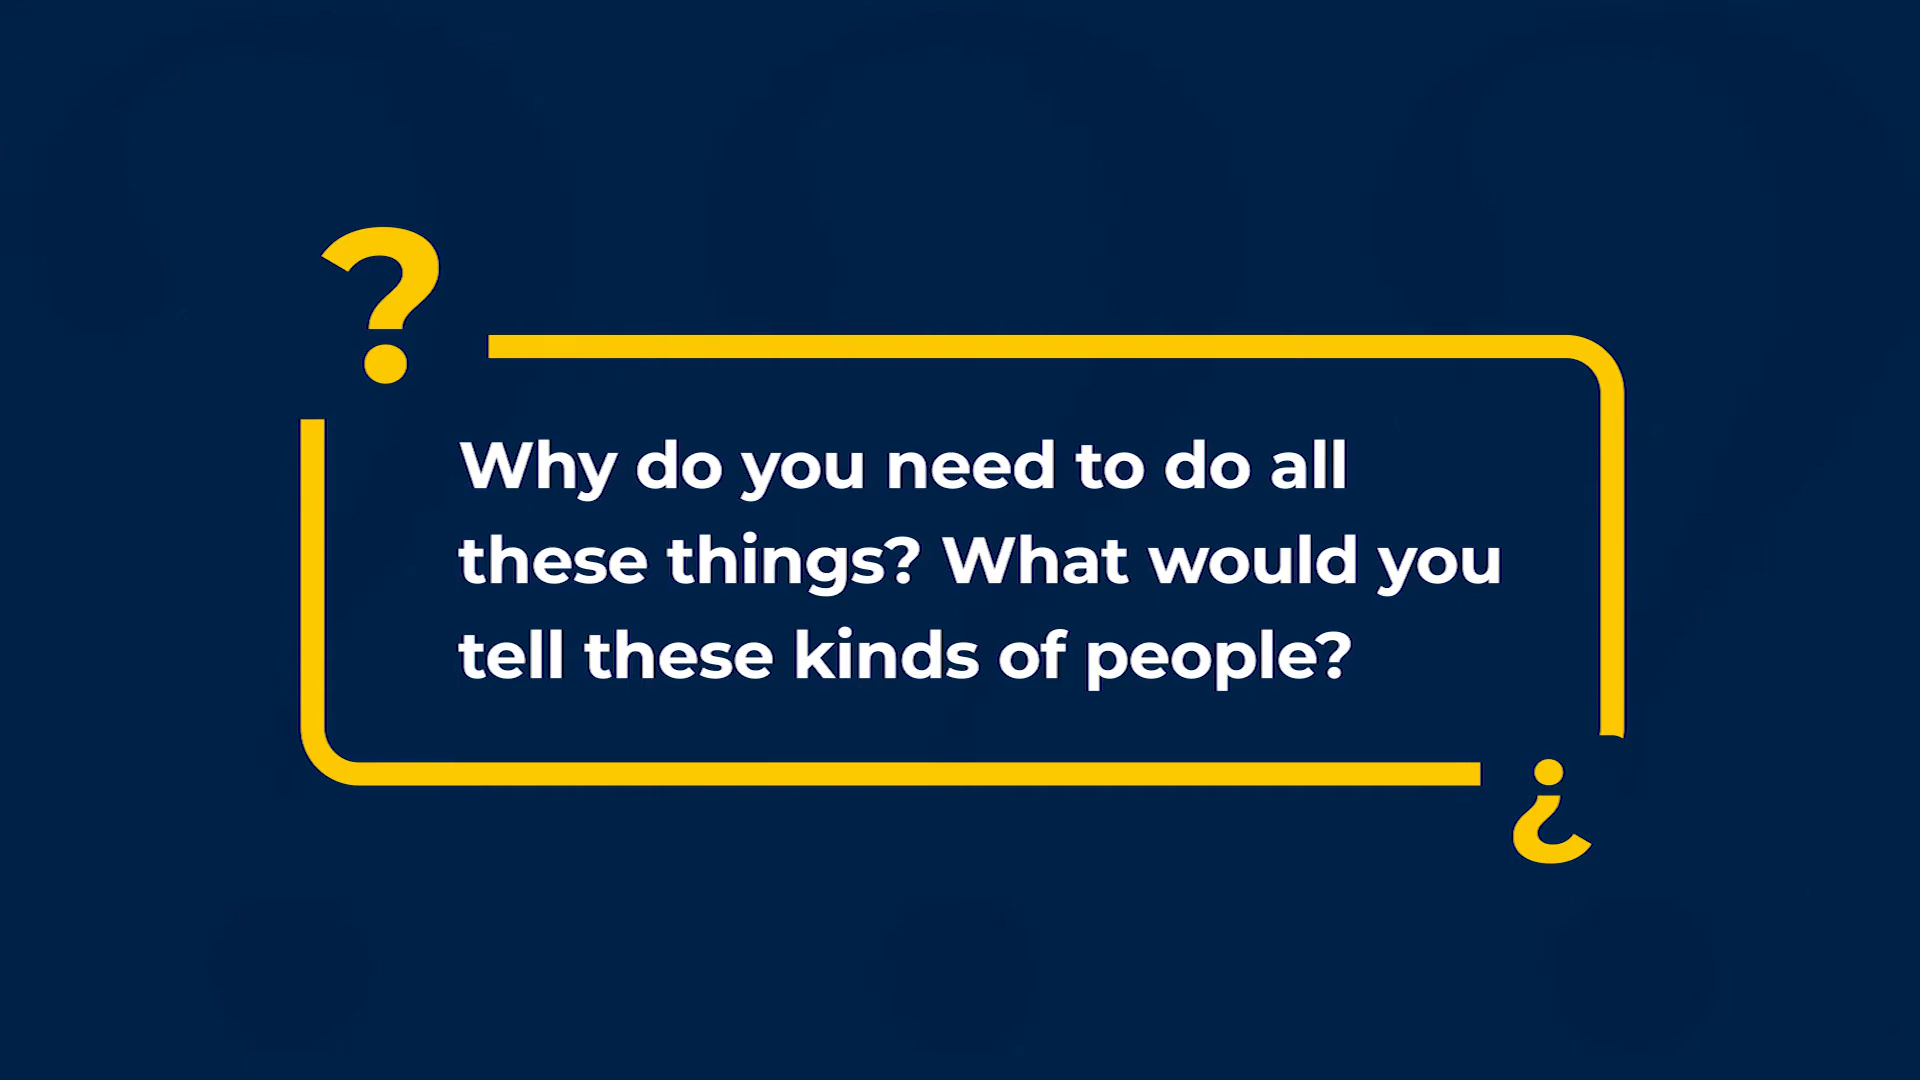 Why do you need to do all
these things? What would you
tell these kinds of people?